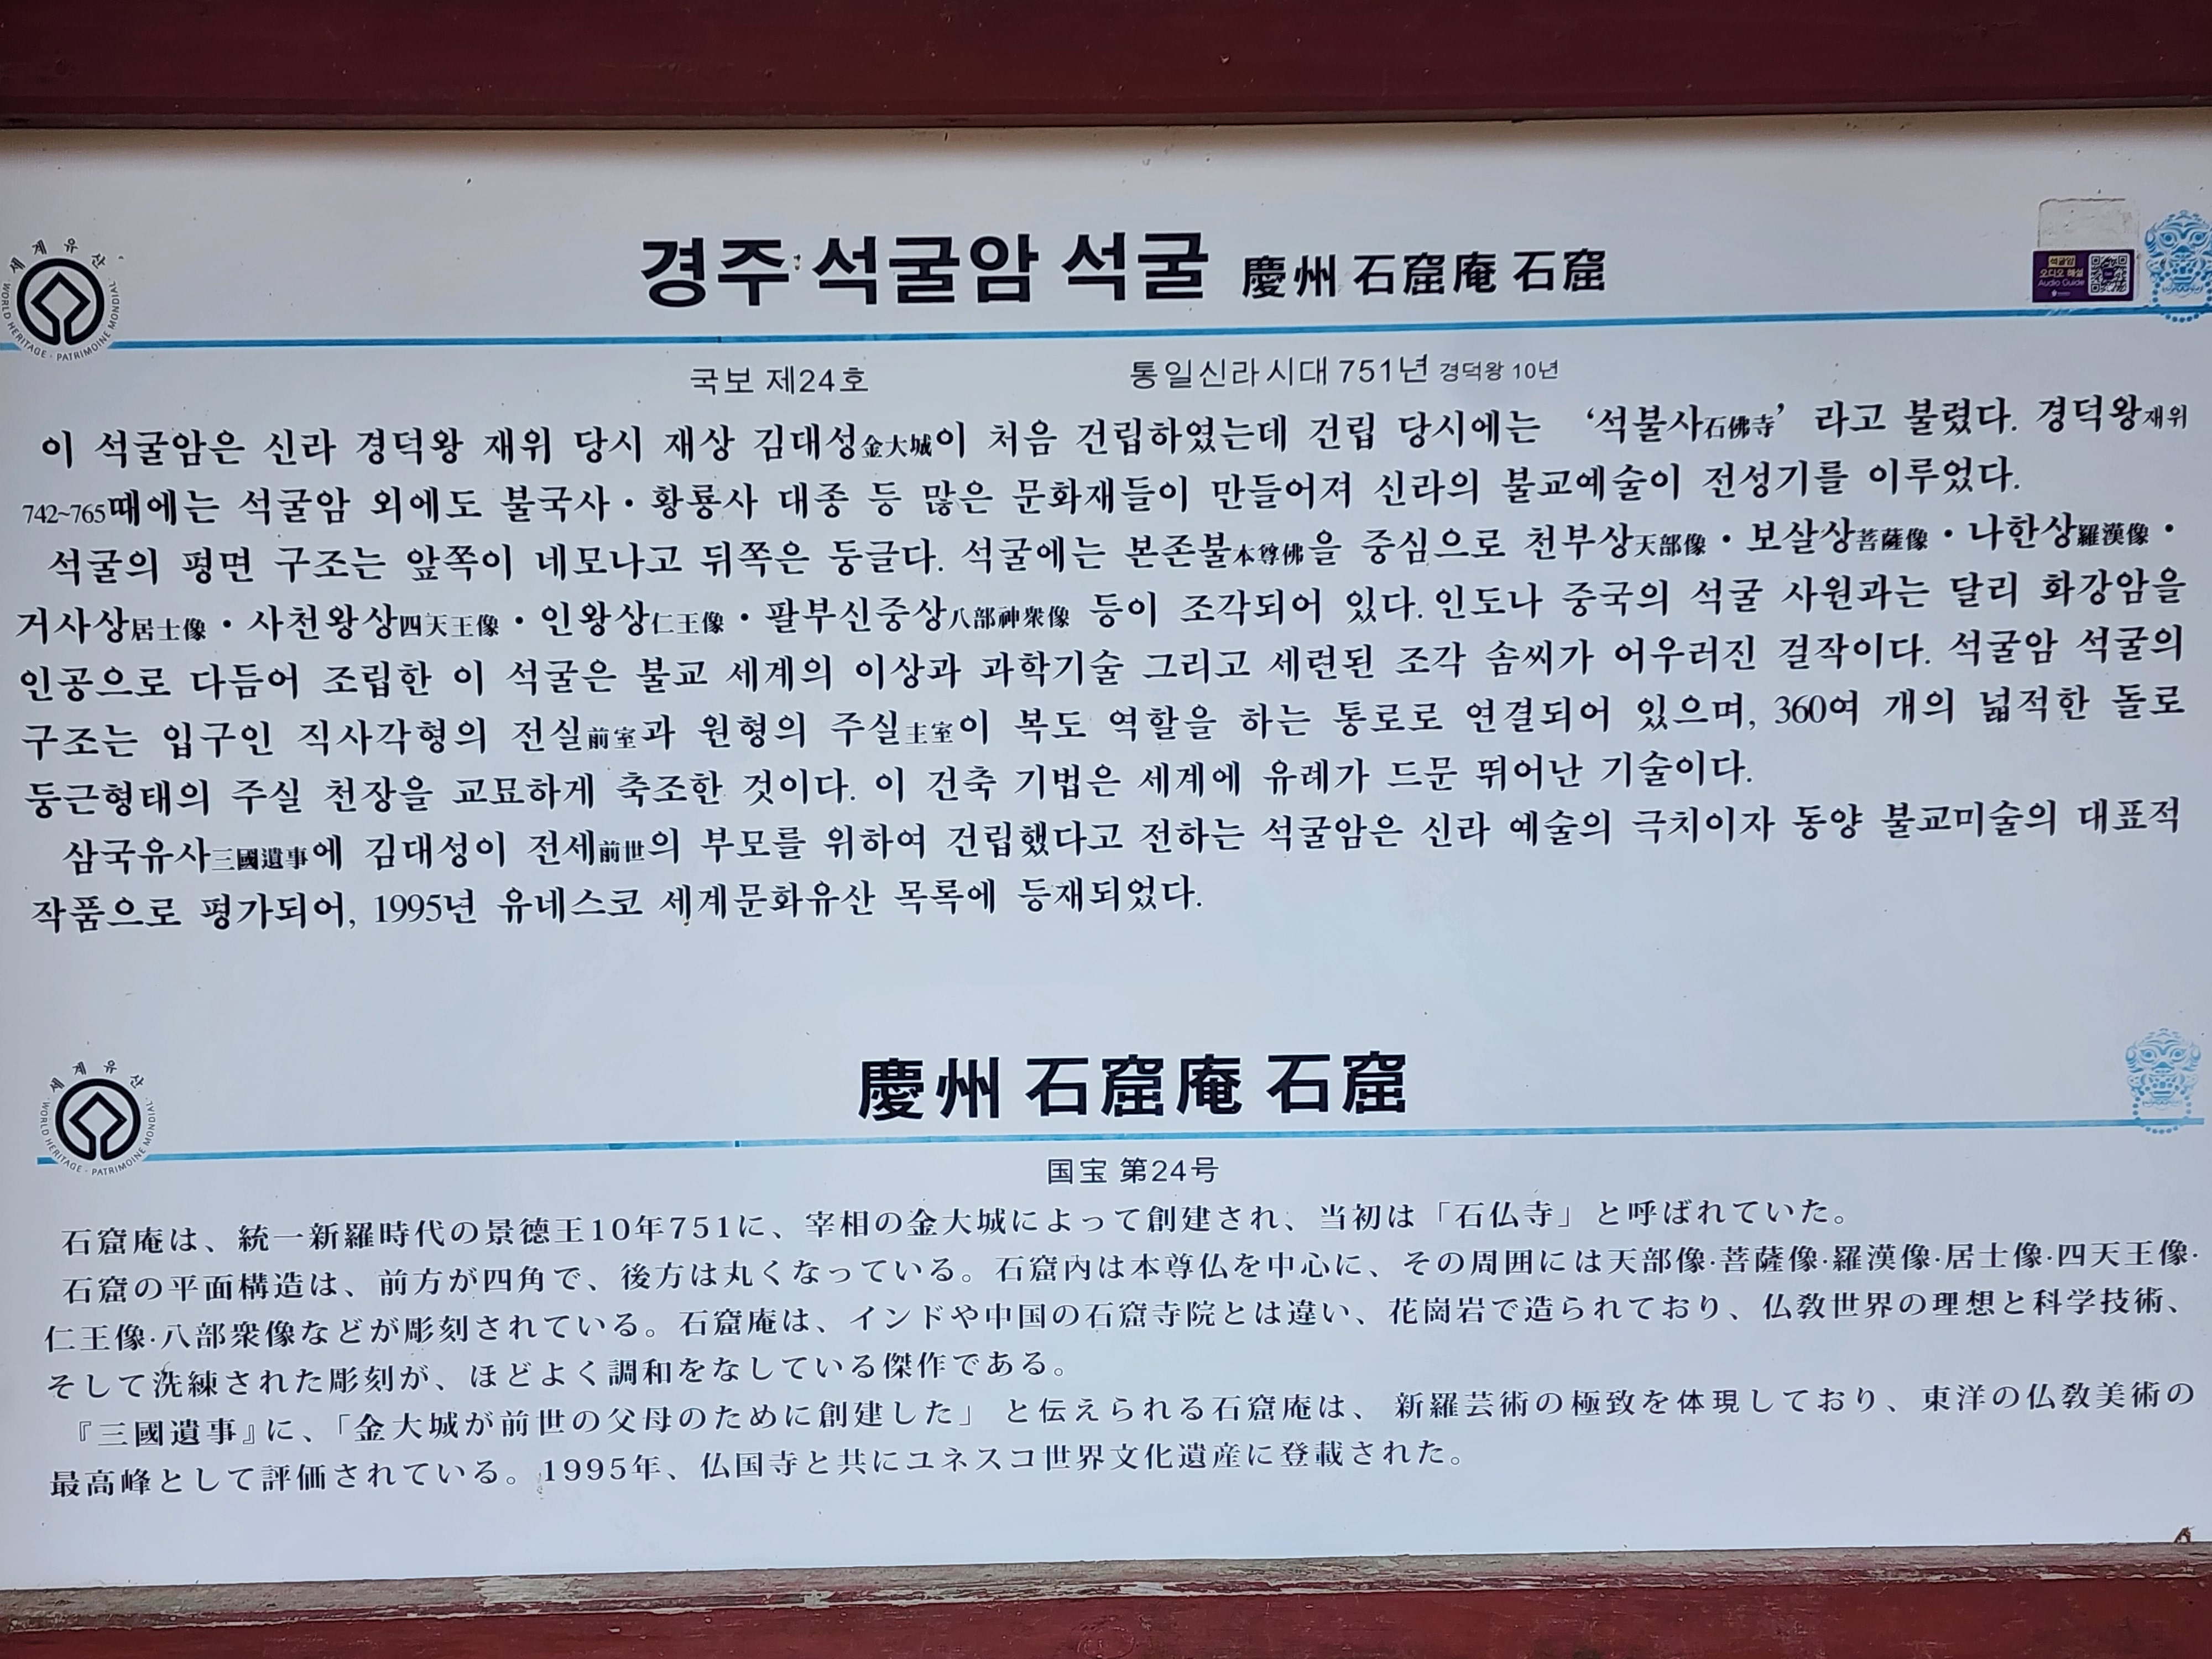 세계유산
WORLD HERITAGE · PATRIMOINE MONDIAL
경주 석굴암 석굴 慶州 石窟庵 石窟
석굴암
오디오 해설
Audio Guide
국보 제24호 통일신라시대 751년 경덕왕 10년
이 석굴암은 신라 경덕왕 재위 당시 재상 김대성金大城이 처음 건립하였는데 건립 당시에는 ‘석불사石佛寺’ 라고 불렸다. 경덕왕재위
742~765때에는 석굴암 외에도 불국사・황룡사 대종 등 많은 문화재들이 만들어져 신라의 불교예술이 전성기를 이루었다.
석굴의 평면 구조는 앞쪽이 네모나고 뒤쪽은 둥글다. 석굴에는 본존불本尊佛을 중심으로 천부상天部像・보살상菩薩像・나한상羅漢像・
거사상居士像・사천왕상四天王像・인왕상仁王像・팔부신중상八部神衆像 등이 조각되어 있다. 인도나 중국의 석굴 사원과는 달리 화강암을
인공으로 다듬어 조립한 이 석굴은 불교 세계의 이상과 과학기술 그리고 세련된 조각 솜씨가 어우러진 걸작이다. 석굴암 석굴의
구조는 입구인 직사각형의 전실前室과 원형의 주실主室이 복도 역할을 하는 통로로 연결되어 있으며, 360여 개의 넓적한 돌로
둥근형태의 주실 천장을 교묘하게 축조한 것이다. 이 건축 기법은 세계에 유례가 드문 뛰어난 기술이다.
삼국유사三國遺事에 김대성이 전세前世의 부모를 위하여 건립했다고 전하는 석굴암은 신라 예술의 극치이자 동양 불교미술의 대표적
작품으로 평가되어, 1995년 유네스코 세계문화유산 목록에 등재되었다.
세계유산
WORLD HERITAGE · PATRIMOINE MONDIAL
慶州 石窟庵 石窟
国宝 第24号
石窟庵は、統一新羅時代の景德王10年751に、宰相の金大城によって創建され、当初は「石仏寺」と呼ばれていた。
石窟の平面構造は、前方が四角で、後方は丸くなっている。石窟內は本尊仏を中心に、その周囲には天部像·菩薩像·羅漢像·居士像·四天王像·
仁王像·八部衆像などが彫刻されている。石窟庵は、インドや中国の石窟寺院とは違い、花崗岩で造られており、仏教世界の理想と科学技術、
そして洗練された彫刻が、ほどよく調和をなしている傑作である。
『三國遺事』に、「金大城が前世の父母のために創建した」 と伝えられる石窟庵は、 新羅芸術の極致を体現しており、東洋の仏教美術の
最高峰として評価されている。1995年、仏国寺と共にユネスコ世界文化遺産に登載された。